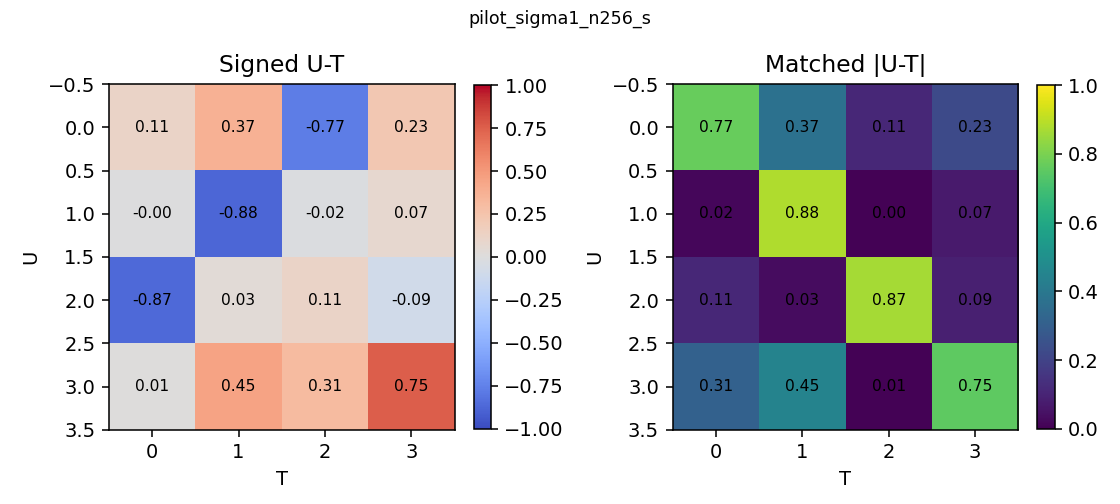 pilot_sigma1_n256_s
Signed U-T
−0.5
0.0
0.5
1.0
1.5
2.0
2.5
3.0
3.5
U
0.11 0.37 -0.77 0.23
-0.00 -0.88 -0.02 0.07
-0.87 0.03 0.11 -0.09
0.01 0.45 0.31 0.75
0 1 2 3
T
1.00
0.75
0.50
0.25
0.00
−0.25
−0.50
−0.75
−1.00
Matched |U-T|
−0.5
0.0
0.5
1.0
1.5
2.0
2.5
3.0
3.5
U
0.77 0.37 0.11 0.23
0.02 0.88 0.00 0.07
0.11 0.03 0.87 0.09
0.31 0.45 0.01 0.75
0 1 2 3
T
1.0
0.8
0.6
0.4
0.2
0.0